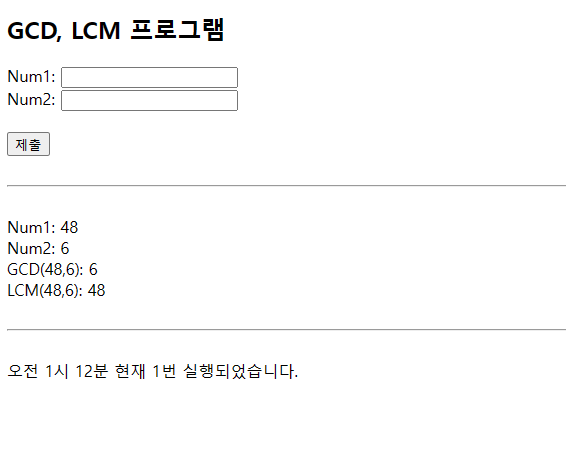 GCD, LCM 프로그램
Num1:
Num2:
제출
Num1: 48
Num2: 6
GCD(48,6): 6
LCM(48,6): 48
오전 1시 12분 현재 1번 실행되었습니다.